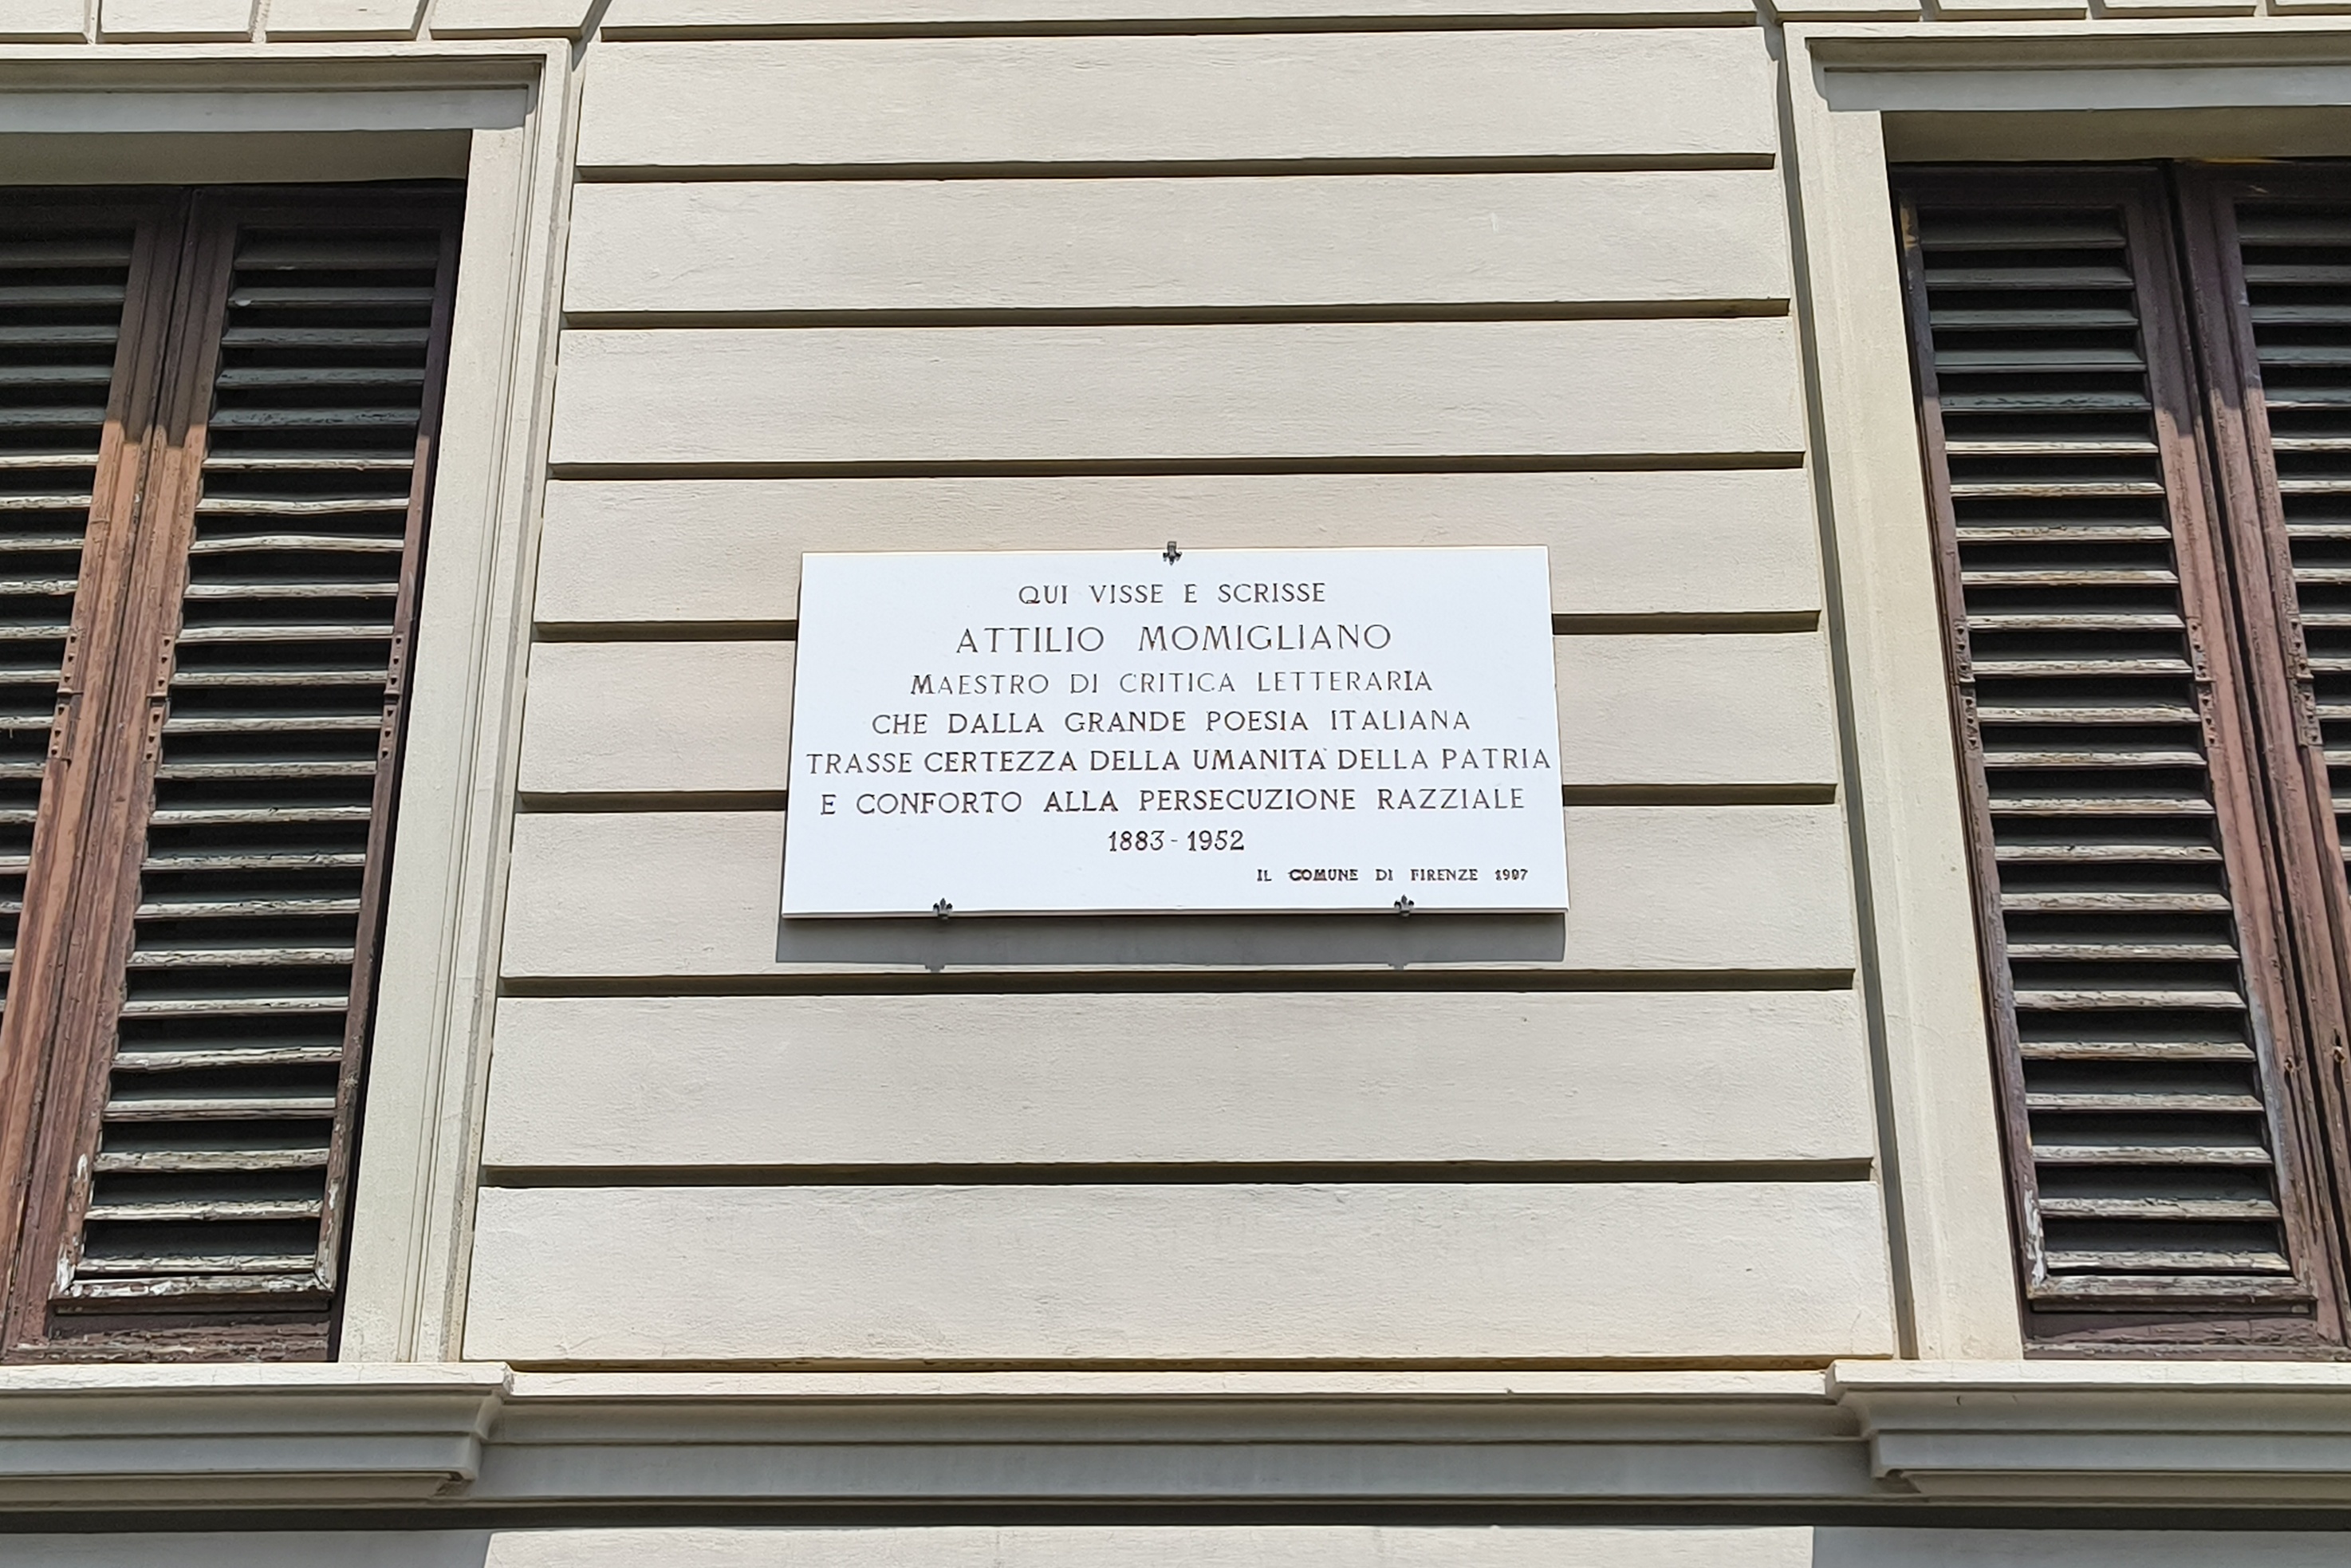 QUI VISSE E SCRISSE
ATTILIO MOMIGLIANO
MAESTRO DI CRITICA LETTERARIA
CHE DALLA GRANDE POESIA ITALIANA
TRASSE CERTEZZA DELLA UMANITÀ DELLA PATRIA
E CONFORTO ALLA PERSECUZIONE RAZZIALE
1883-1952
IL COMUNE DI FIRENZE 1997